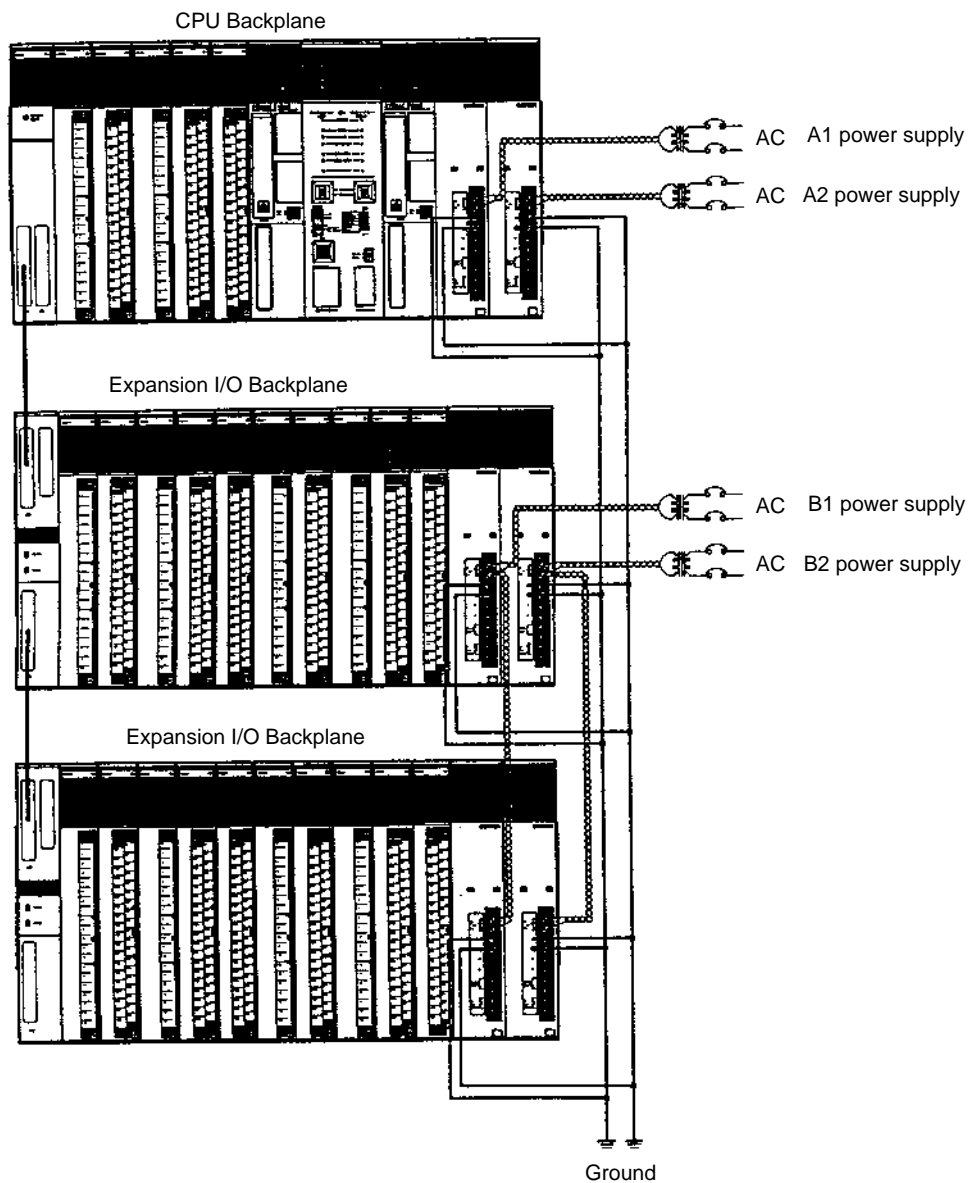 CPU Backplane
AC A1 power supply
AC A2 power supply
Expansion I/O Backplane
AC B1 power supply
AC B2 power supply
Expansion I/O Backplane
Ground